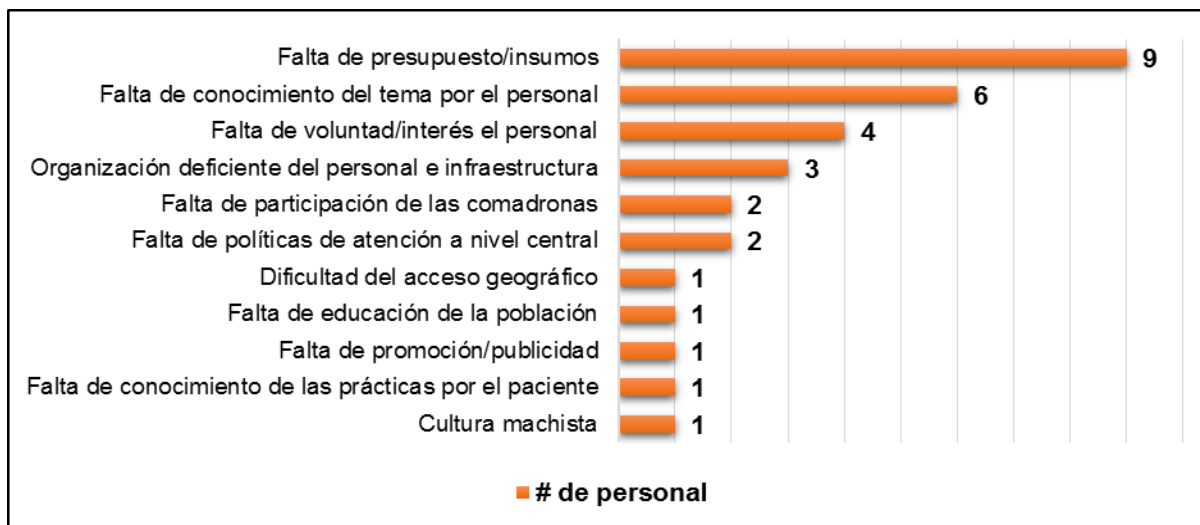 Falta de presupuesto/insumos 9
Falta de conocimiento del tema por el personal 6
Falta de voluntad/interés el personal 4
Organización deficiente del personal e infraestructura 3
Falta de participación de las comadronas 2
Falta de políticas de atención a nivel central 2
Dificultad del acceso geográfico 1
Falta de educación de la población 1
Falta de promoción/publicidad 1
Falta de conocimiento de las prácticas por el paciente 1
Cultura machista 1
# de personal